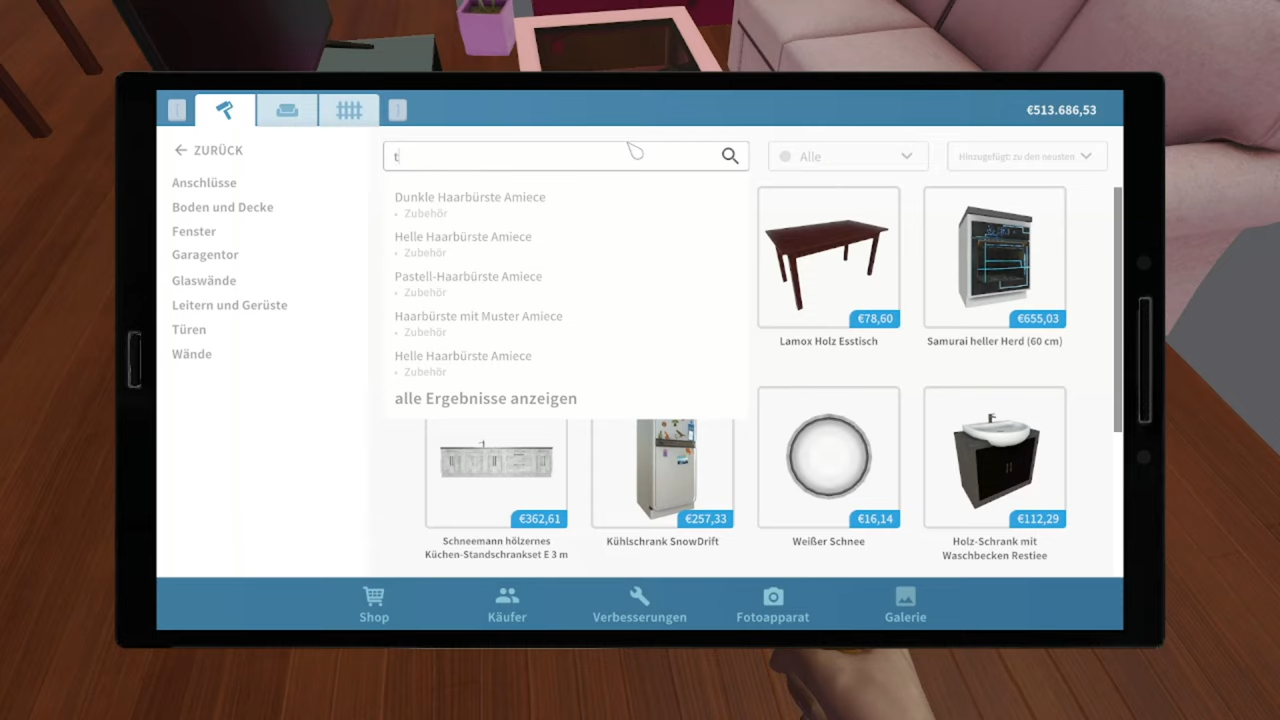 €513.686,53
ZURÜCK
Anschlüsse
Boden und Decke
Fenster
Garagentor
Glaswände
Leitern und Gerüste
Türen
Wände
t
Alle
Hinzugefügt: zu den neusten
Dunkle Haarbürste Amiece
• Zubehör
Helle Haarbürste Amiece
• Zubehör
Pastell-Haarbürste Amiece
• Zubehör
Haarbürste mit Muster Amiece
• Zubehör
Helle Haarbürste Amiece
• Zubehör
alle Ergebnisse anzeigen
€78,60
Lamox Holz Esstisch
€655,03
Samurai heller Herd (60 cm)
€362,61
Schneemann hölzernes
Küchen-Standschrankset E 3 m
€257,33
Kühlschrank SnowDrift
€16,14
Weißer Schnee
€112,29
Holz-Schrank mit
Waschbecken Restiee
Shop
Käufer
Verbesserungen
Fotoapparat
Galerie